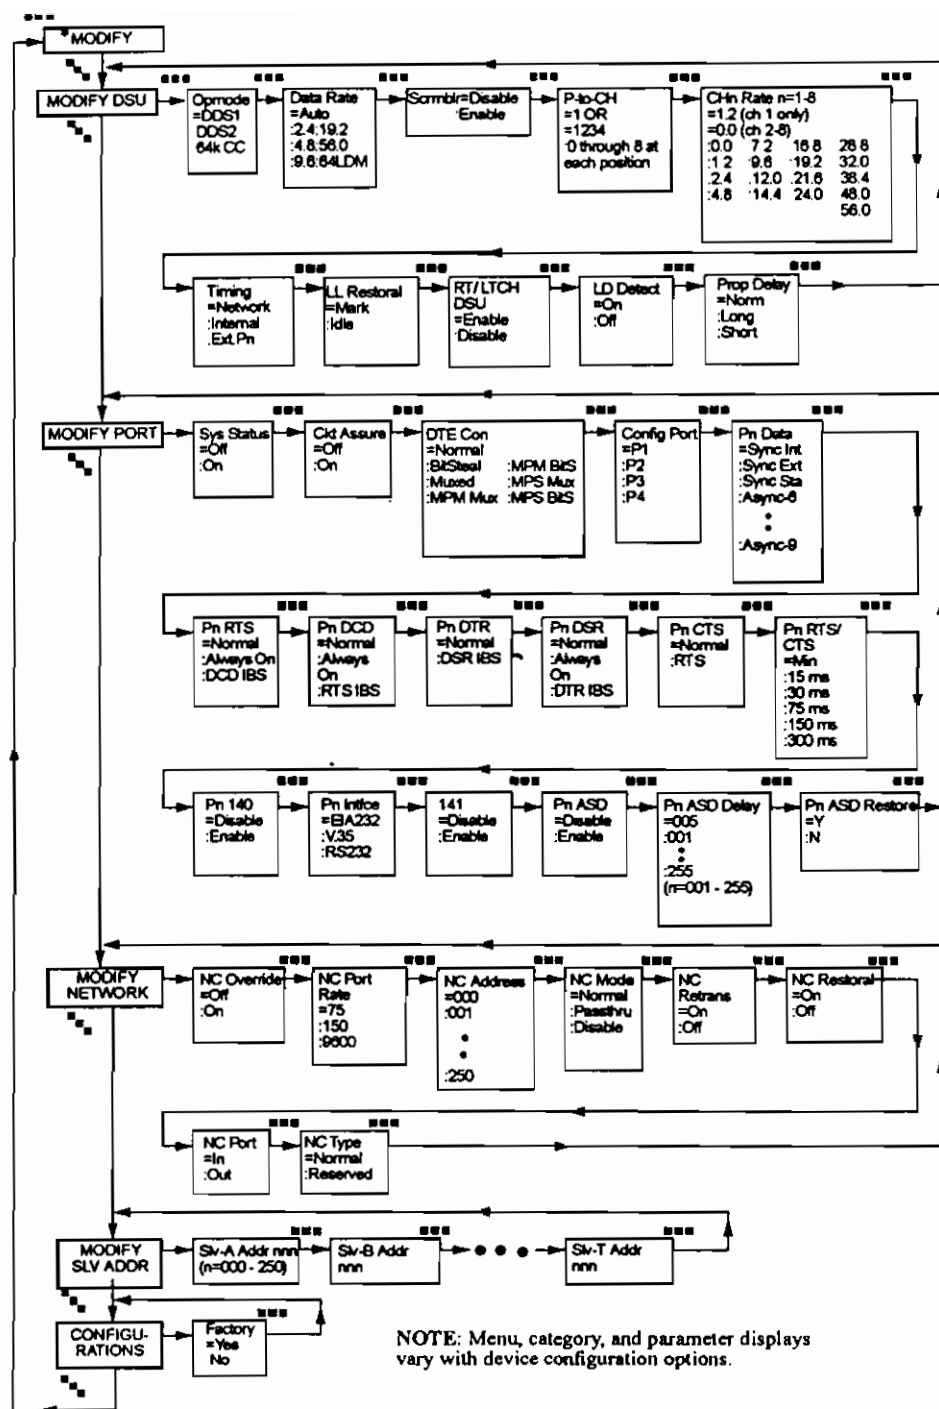 *MODIFY
MODIFY DSU
Opmode
=DDS1
DDS2
64k CC
Data Rate
=Auto
:2.4:19.2
:4.8:56.0
:9.6:64LDM
Scrmblr=Disable
:Enable
P-to-CH
=1 OR
=1234
:0 through 8 at
each position
CHn Rate n=1-8
=1.2 (ch 1 only)
=0.0 (ch 2-8)
:0.0 7.2 16.8 28.8
:1.2 :9.6 :19.2 32.0
:2.4 :12.0 :21.6 38.4
:4.8 :14.4 24.0 48.0
56.0
Timing
=Network
:Internal
:Ext Pn
LL Restoral
=Mark
:Idle
RT/LTCH
DSU
=Enable
:Disable
LD Detect
=On
:Off
Prop Delay
=Norm
:Long
:Short
MODIFY PORT
Sys Status
=Off
:On
Ckt Assure
=Off
:On
DTE Con
=Normal
:BitSteal :MPM BitS
:Muxed :MPS Mux
:MPM Mux :MPS BitS
Config Port
=P1
:P2
:P3
:P4
Pn Data
=Sync Int
:Sync Ext
:Sync Sta
:Async-6
:Async-9
Pn RTS
=Normal
:Always On
:DCD IBS
Pn DCD
=Normal
:Always
On
:RTS IBS
Pn DTR
=Normal
:DSR IBS
Pn DSR
=Normal
:Always
On
:DTR IBS
Pn CTS
=Normal
:RTS
Pn RTS/
CTS
=Min
:15 ms
:30 ms
:75 ms
:150 ms
:300 ms
Pn 140
=Disable
:Enable
Pn Intfce
=EIA232
:V.35
:RS232
141
=Disable
:Enable
Pn ASD
=Disable
:Enable
Pn ASD Delay
=005
:001
:255
(n=001 - 255)
Pn ASD Restore
=Y
:N
MODIFY
NETWORK
NC Override
=Off
:On
NC Port
Rate
=75
:150
:9600
NC Address
=000
:001
:250
NC Mode
=Normal
:Passthru
:Disable
NC
Retrans
=On
:Off
NC Restoral
=On
:Off
NC Port
=In
:Out
NC Type
=Normal
:Reserved
MODIFY
SLV ADDR
Slv-A Addr nnn
(n=000 - 250)
Slv-B Addr
nnn
Slv-T Addr
nnn
CONFIGU-
RATIONS
Factory
=Yes
No
NOTE: Menu, category, and parameter displays
vary with device configuration options.